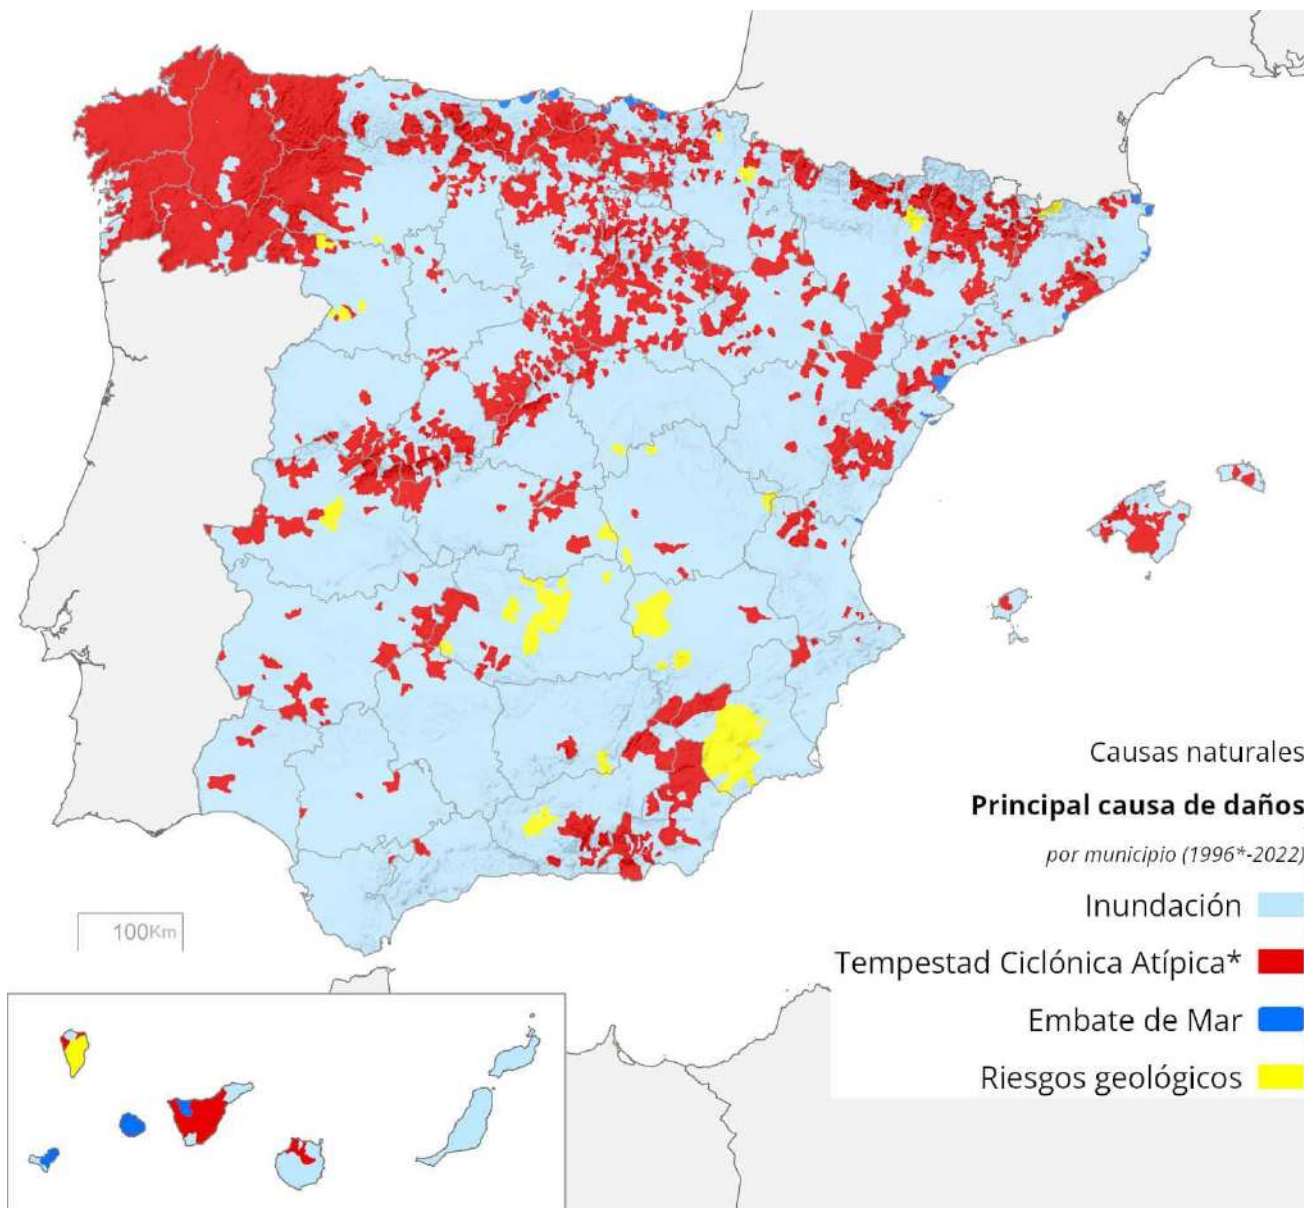 Causas naturales
Principal causa de daños
por municipio (1996*-2022)
Inundación
Tempestad Ciclónica Atípica*
Embate de Mar
Riesgos geológicos
100Km